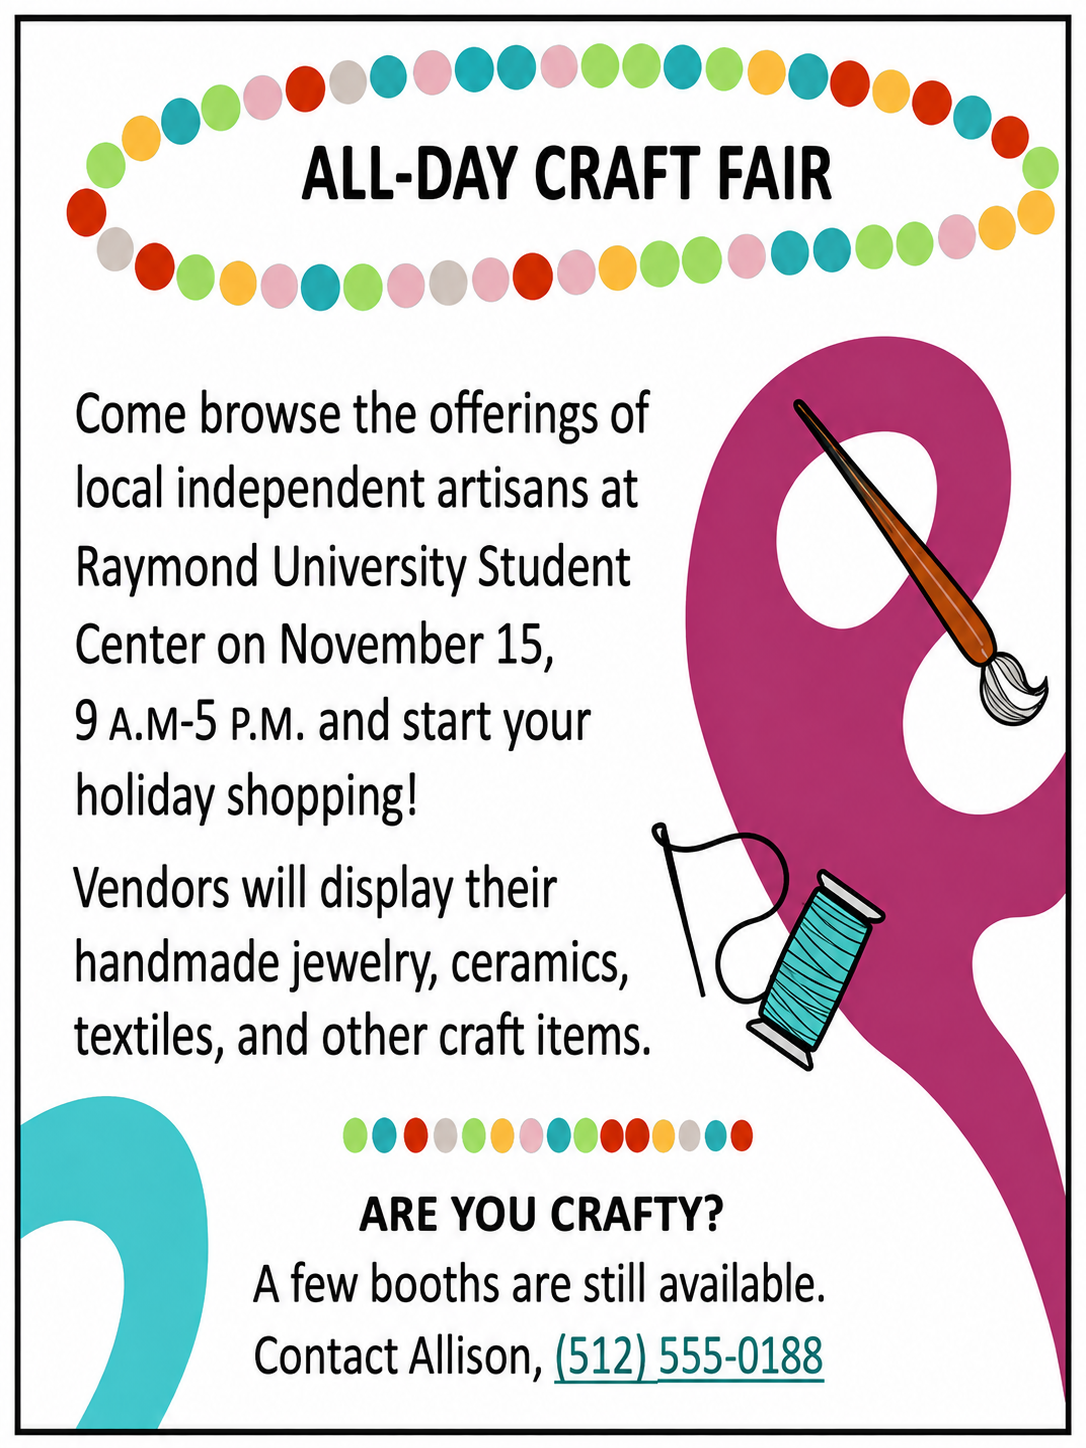 ALL-DAY CRAFT FAIR
Come browse the offerings of
local independent artisans at
Raymond University Student
Center on November 15,
9 A.M-5 P.M. and start your
holiday shopping!
Vendors will display their
handmade jewelry, ceramics,
textiles, and other craft items.
ARE YOU CRAFTY?
A few booths are still available.
Contact Allison, (512) 555-0188